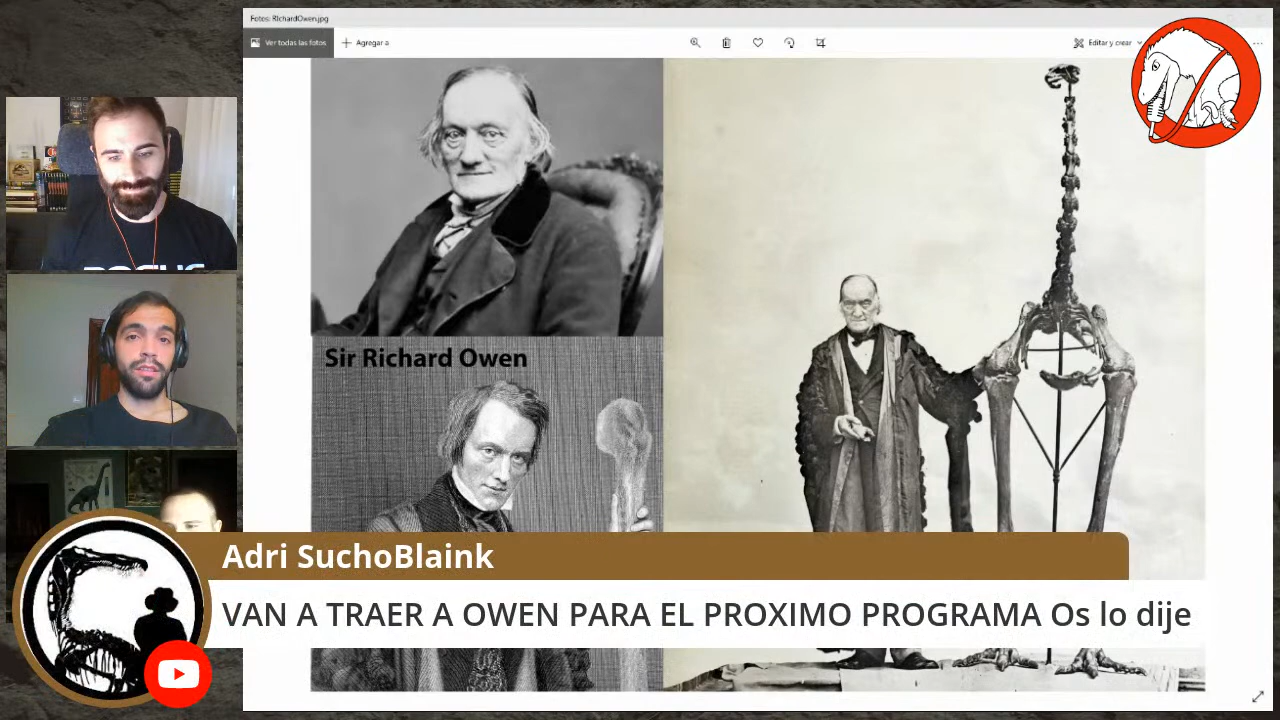 Fotos: RichardOwen.jpg
Ver todas las fotos
Agregar a
Editar y crear
Sir Richard Owen
Adri SuchoBlaink
VAN A TRAER A OWEN PARA EL PROXIMO PROGRAMA Os lo dije